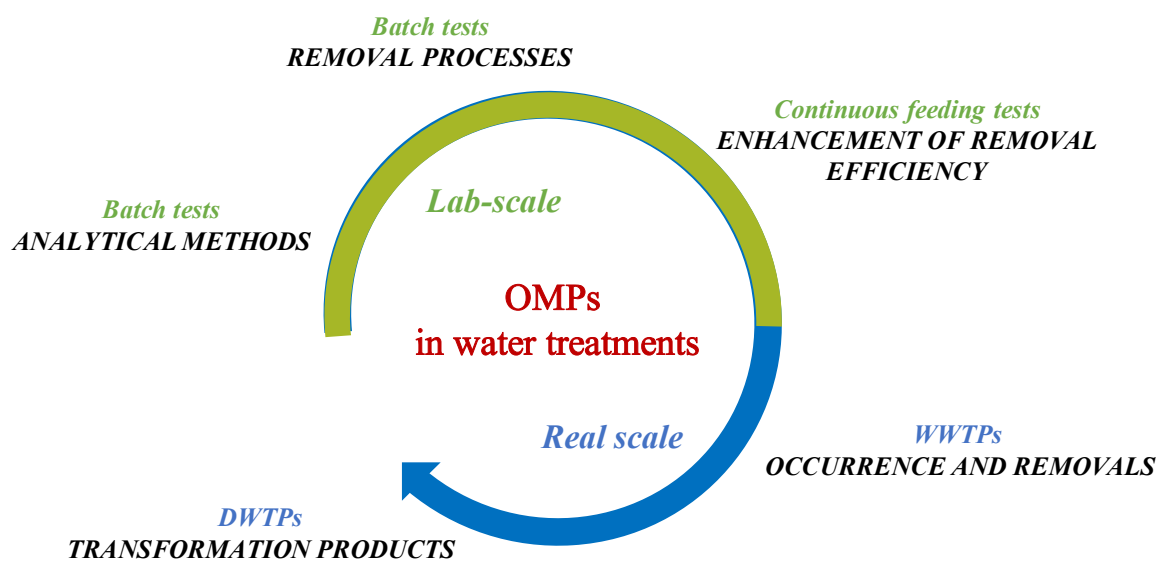 Batch tests
REMOVAL PROCESSES
Continuous feeding tests
ENHANCEMENT OF REMOVAL
EFFICIENCY
Batch tests
ANALYTICAL METHODS
Lab-scale
OMPs
in water treatments
Real scale
WWTPs
OCCURRENCE AND REMOVALS
DWTPs
TRANSFORMATION PRODUCTS